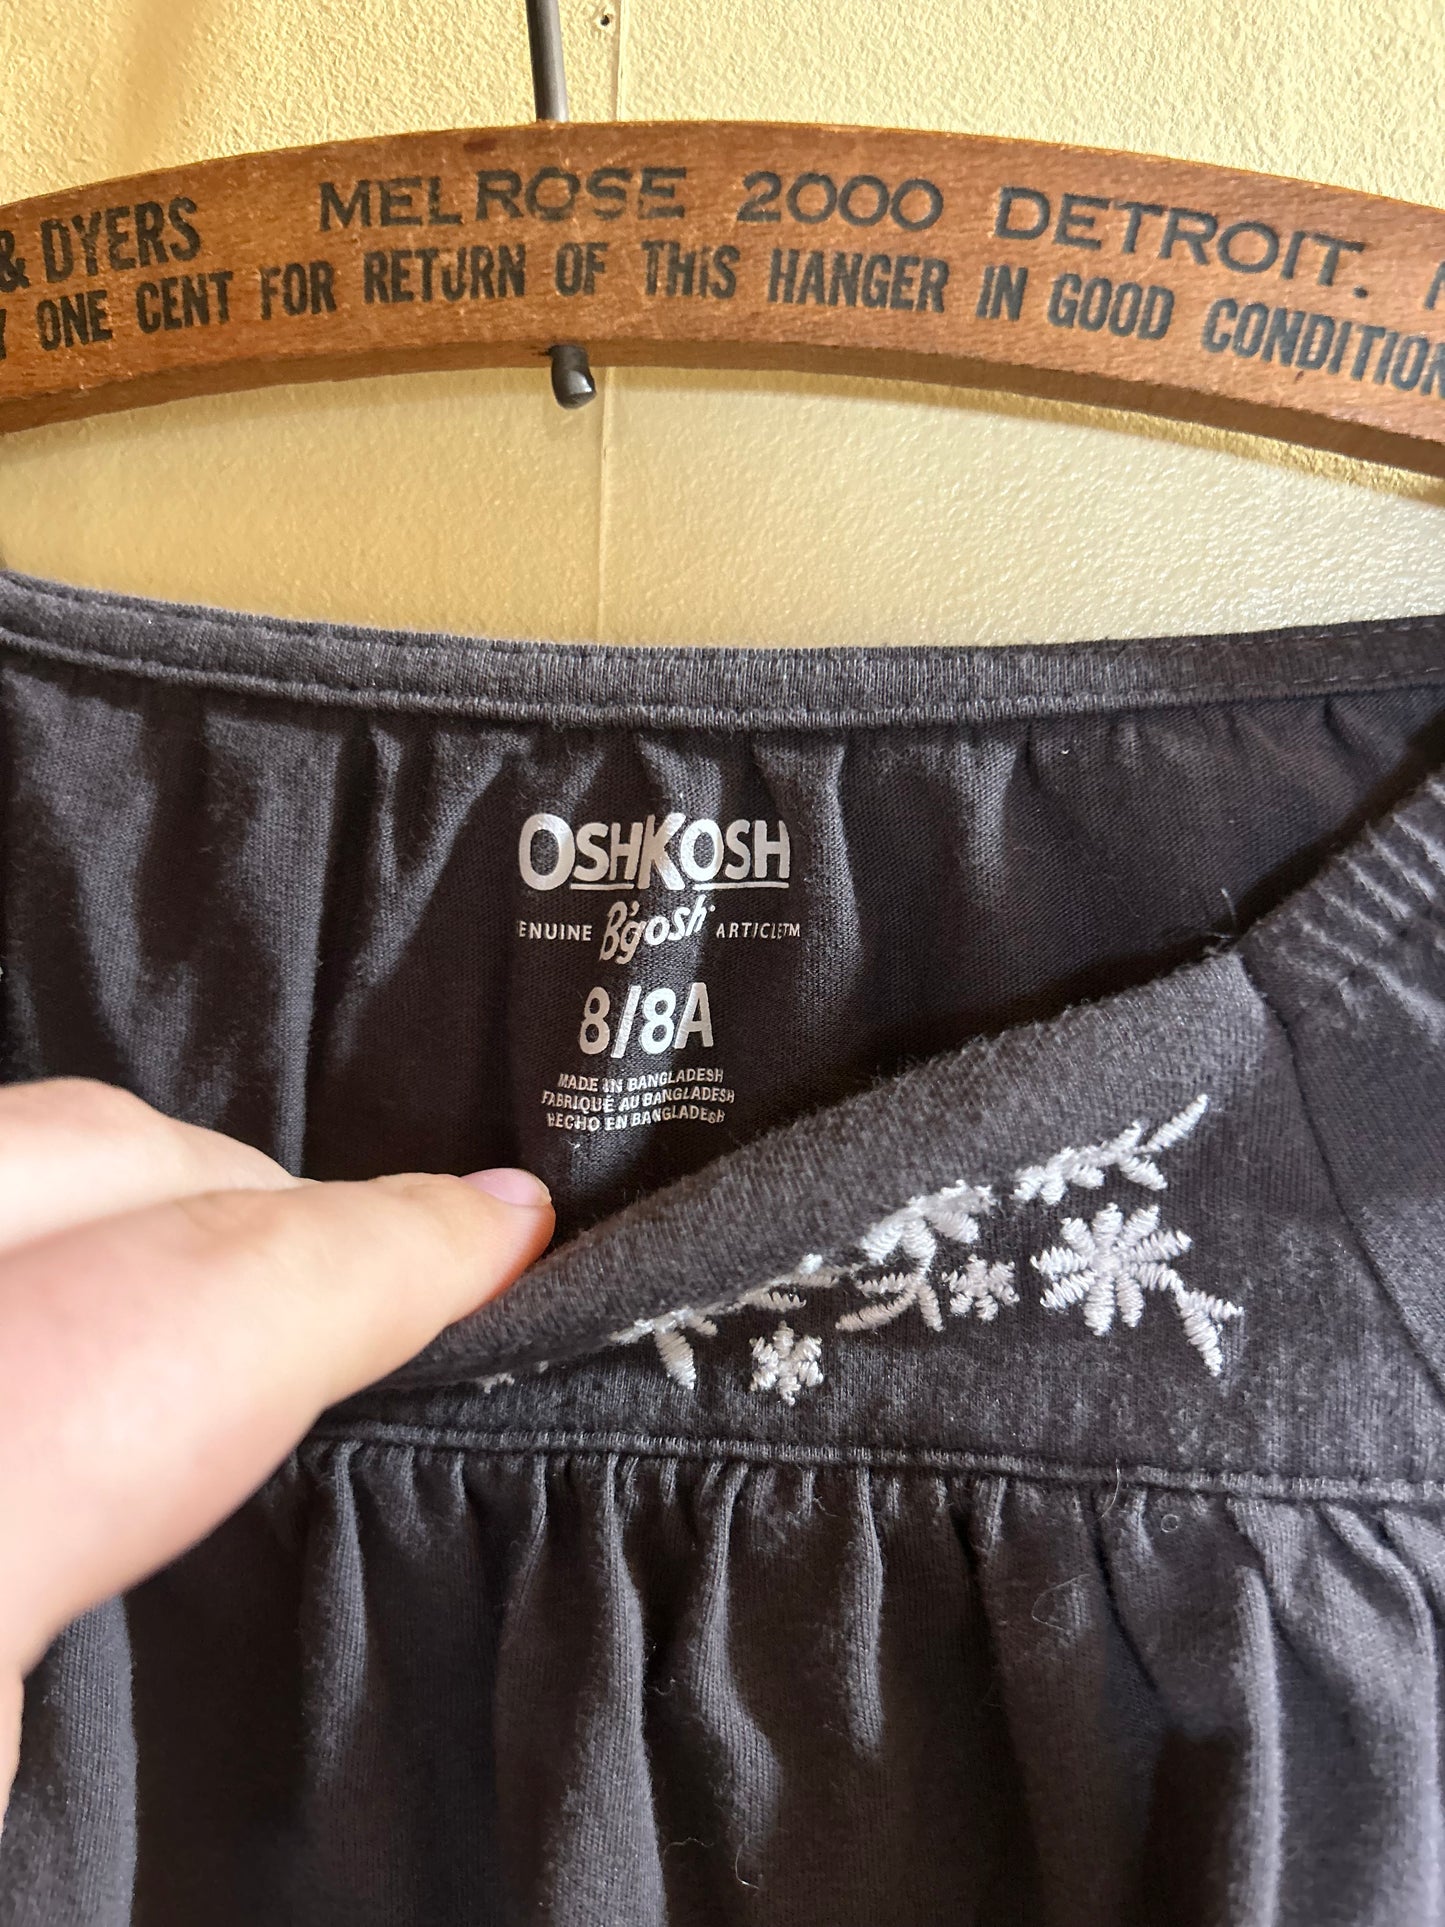 & DYERS MELROSE 2000 DETROIT.
ONE CENT FOR RETURN OF THIS HANGER IN GOOD CONDITION
OSHKOSH
ENUINE B'gosh ARTICLE™
8/8A
MADE IN BANGLADESH
FABRIQUÉ AU BANGLADESH
HECHO EN BANGLADESH